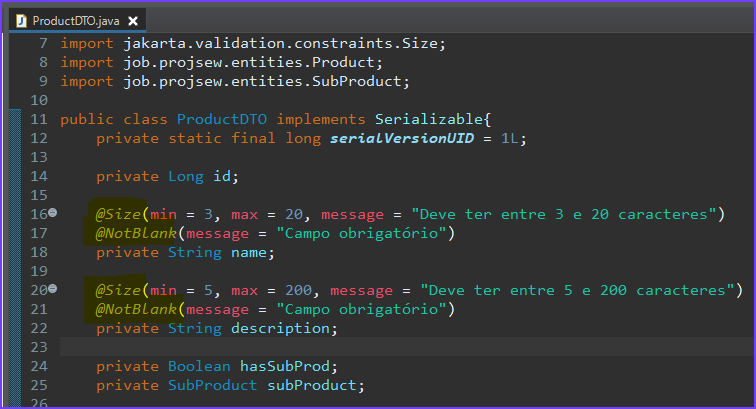 ProductDTO.java
7 import jakarta.validation.constraints.Size;
8 import job.projsew.entities.Product;
9 import job.projsew.entities.SubProduct;
10
11 public class ProductDTO implements Serializable{
12 private static final long serialVersionUID = 1L;
13
14 private Long id;
15
16 @Size(min = 3, max = 20, message = "Deve ter entre 3 e 20 caracteres")
17 @NotBlank(message = "Campo obrigatório")
18 private String name;
19
20 @Size(min = 5, max = 200, message = "Deve ter entre 5 e 200 caracteres")
21 @NotBlank(message = "Campo obrigatório")
22 private String description;
23
24 private Boolean hasSubProd;
25 private SubProduct subProduct;
26